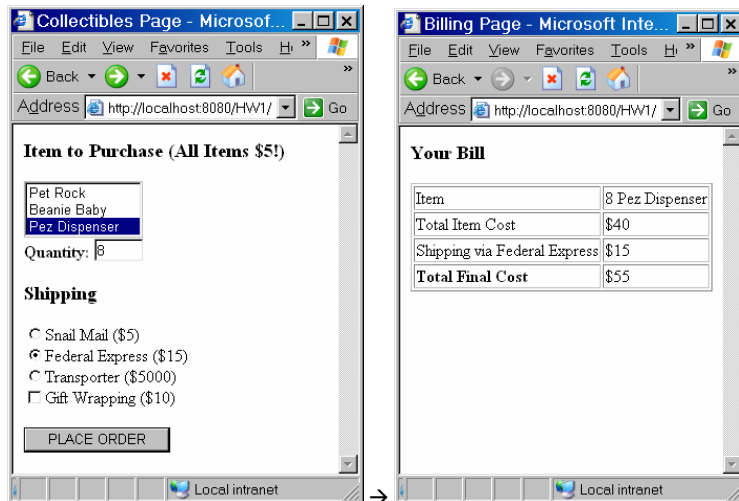 Collectibles Page - Microsof...
File Edit View Favorites Tools H »
Back »
Address http://localhost:8080/HW1/ Go
Item to Purchase (All Items $5!)
Pet Rock
Beanie Baby
Pez Dispenser
Quantity: 8
Shipping
Snail Mail ($5)
Federal Express ($15)
Transporter ($5000)
Gift Wrapping ($10)
PLACE ORDER
Local intranet
→
Billing Page - Microsoft Inte...
File Edit View Favorites Tools H »
Back »
Address http://localhost:8080/HW1/ Go
Your Bill
Item 8 Pez Dispenser
Total Item Cost $40
Shipping via Federal Express $15
Total Final Cost $55
Local intranet